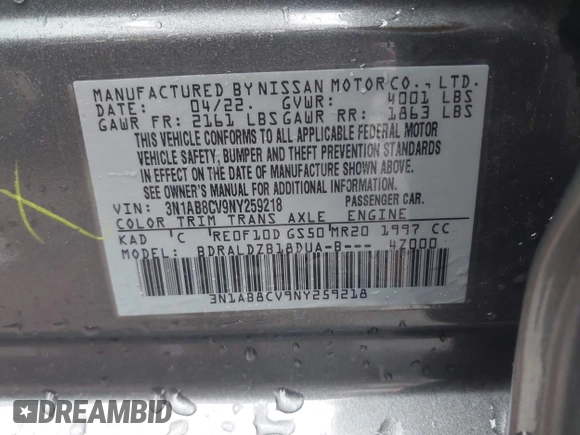 MANUFACTURED BY NISSAN MOTOR CO., LTD.
DATE: 04/22. GVWR: 4001 LBS
GAWR FR: 2161 LBS GAWR RR: 1863 LBS
THIS VEHICLE CONFORMS TO ALL APPLICABLE FEDERAL MOTOR
VEHICLE SAFETY, BUMPER AND THEFT PREVENTION STANDARDS
IN EFFECT ON THE DATE OF MANUFACTURE SHOWN ABOVE.
SEE OWNER'S MANUAL FOR ADDITIONAL INFORMATION.
VIN: 3N1AB8CV9NY259218 PASSENGER CAR.
COLOR TRIM TRANS AXLE ENGINE
KAD C RE0F10D GS50 MR20 1997 CC
MODEL: BDRALDZB18DUA-B--- 4Z000
3N1AB8CV9NY259218
DREAMBID